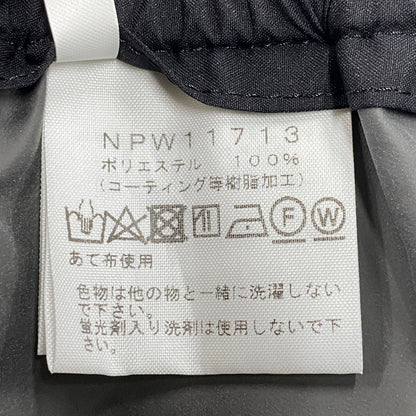 NPW11713
ポリエステル 100%
(コーティング等樹脂加工)
F W
あて布使用
色物は他の物と一緒に洗濯しない
で下さい。
蛍光剤入り洗剤は使用しないで下
さい。